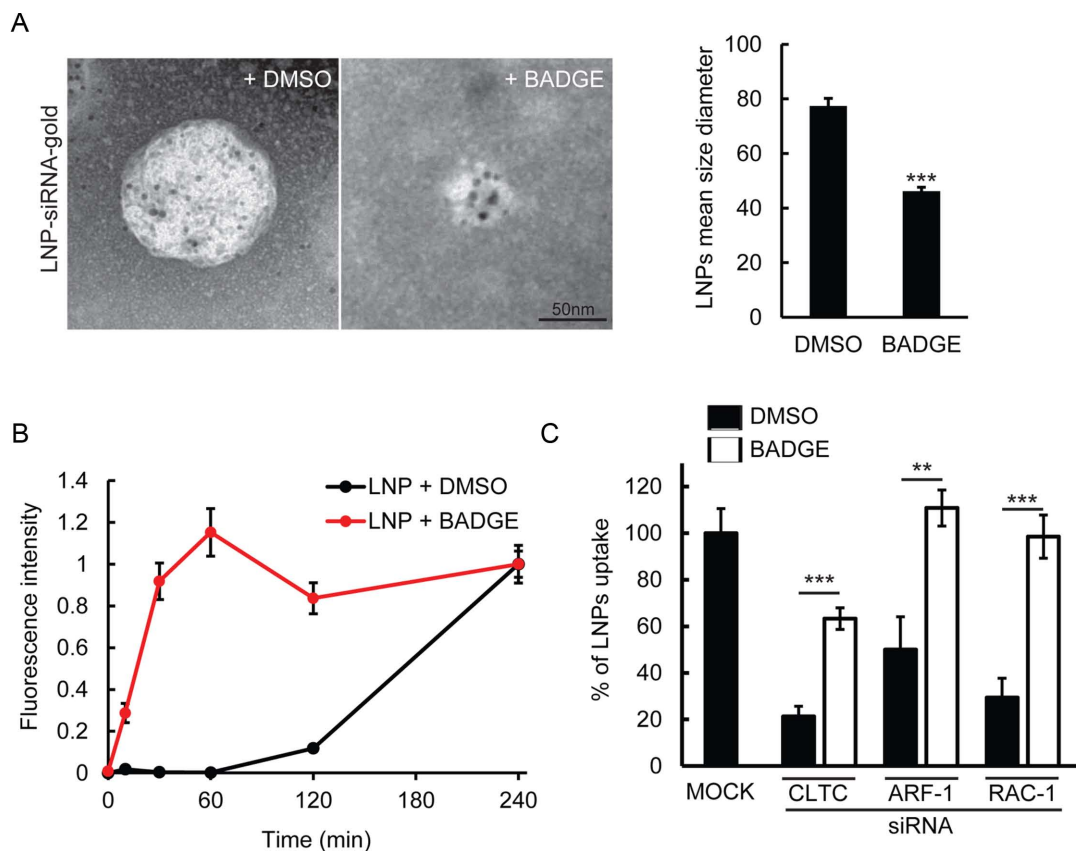 A
LNP-siRNA-gold
+ DMSO
+ BADGE
50nm
LNPs mean size diameter
100
80
60
40
20
0
***
DMSO
BADGE
B
Fluorescence intensity
1.4
1.2
1
0.8
0.6
0.4
0.2
0
LNP + DMSO
LNP + BADGE
0
60
120
180
240
Time (min)
C
DMSO
BADGE
% of LNPs uptake
120
100
80
60
40
20
0
***
**
***
MOCK
CLTC
ARF-1
RAC-1
siRNA